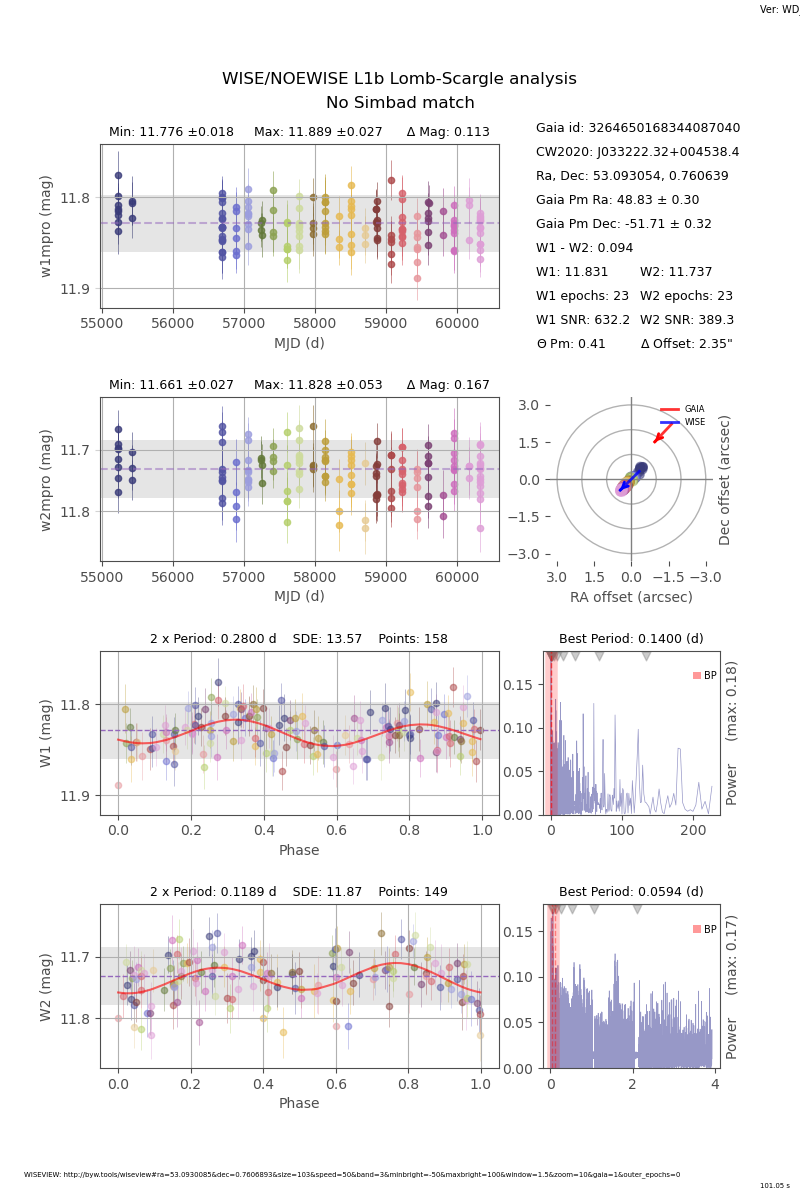 Ver: WD_
WISE/NOEWISE L1b Lomb-Scargle analysis
No Simbad match
Min: 11.776 ±0.018 Max: 11.889 ±0.027 Δ Mag: 0.113
w1mpro (mag)
11.8
11.9
55000 56000 57000 58000 59000 60000
MJD (d)
Gaia id: 3264650168344087040
CW2020: J033222.32+004538.4
Ra, Dec: 53.093054, 0.760639
Gaia Pm Ra: 48.83 ± 0.30
Gaia Pm Dec: -51.71 ± 0.32
W1 - W2: 0.094
W1: 11.831 W2: 11.737
W1 epochs: 23 W2 epochs: 23
W1 SNR: 632.2 W2 SNR: 389.3
Θ Pm: 0.41 Δ Offset: 2.35"
Min: 11.661 ±0.027 Max: 11.828 ±0.053 Δ Mag: 0.167
w2mpro (mag)
11.7
11.8
55000 56000 57000 58000 59000 60000
MJD (d)
GAIA
WISE
3.0
1.5
0.0
−1.5
−3.0
Dec offset (arcsec)
3.0 1.5 0.0 −1.5 −3.0
RA offset (arcsec)
2 x Period: 0.2800 d SDE: 13.57 Points: 158
W1 (mag)
11.8
11.9
0.0 0.2 0.4 0.6 0.8 1.0
Phase
Best Period: 0.1400 (d)
BP
0.15
0.10
0.05
0.00
0 100 200
Power (max: 0.18)
2 x Period: 0.1189 d SDE: 11.87 Points: 149
W2 (mag)
11.7
11.8
0.0 0.2 0.4 0.6 0.8 1.0
Phase
Best Period: 0.0594 (d)
BP
0.15
0.10
0.05
0.00
0 2 4
Power (max: 0.17)
WISEVIEW: http://byw.tools/wiseview#ra=53.0930085&dec=0.7606893&size=103&speed=50&band=3&minbright=-50&maxbright=100&window=1.5&zoom=10&gaia=1&outer_epochs=0
101.05 s